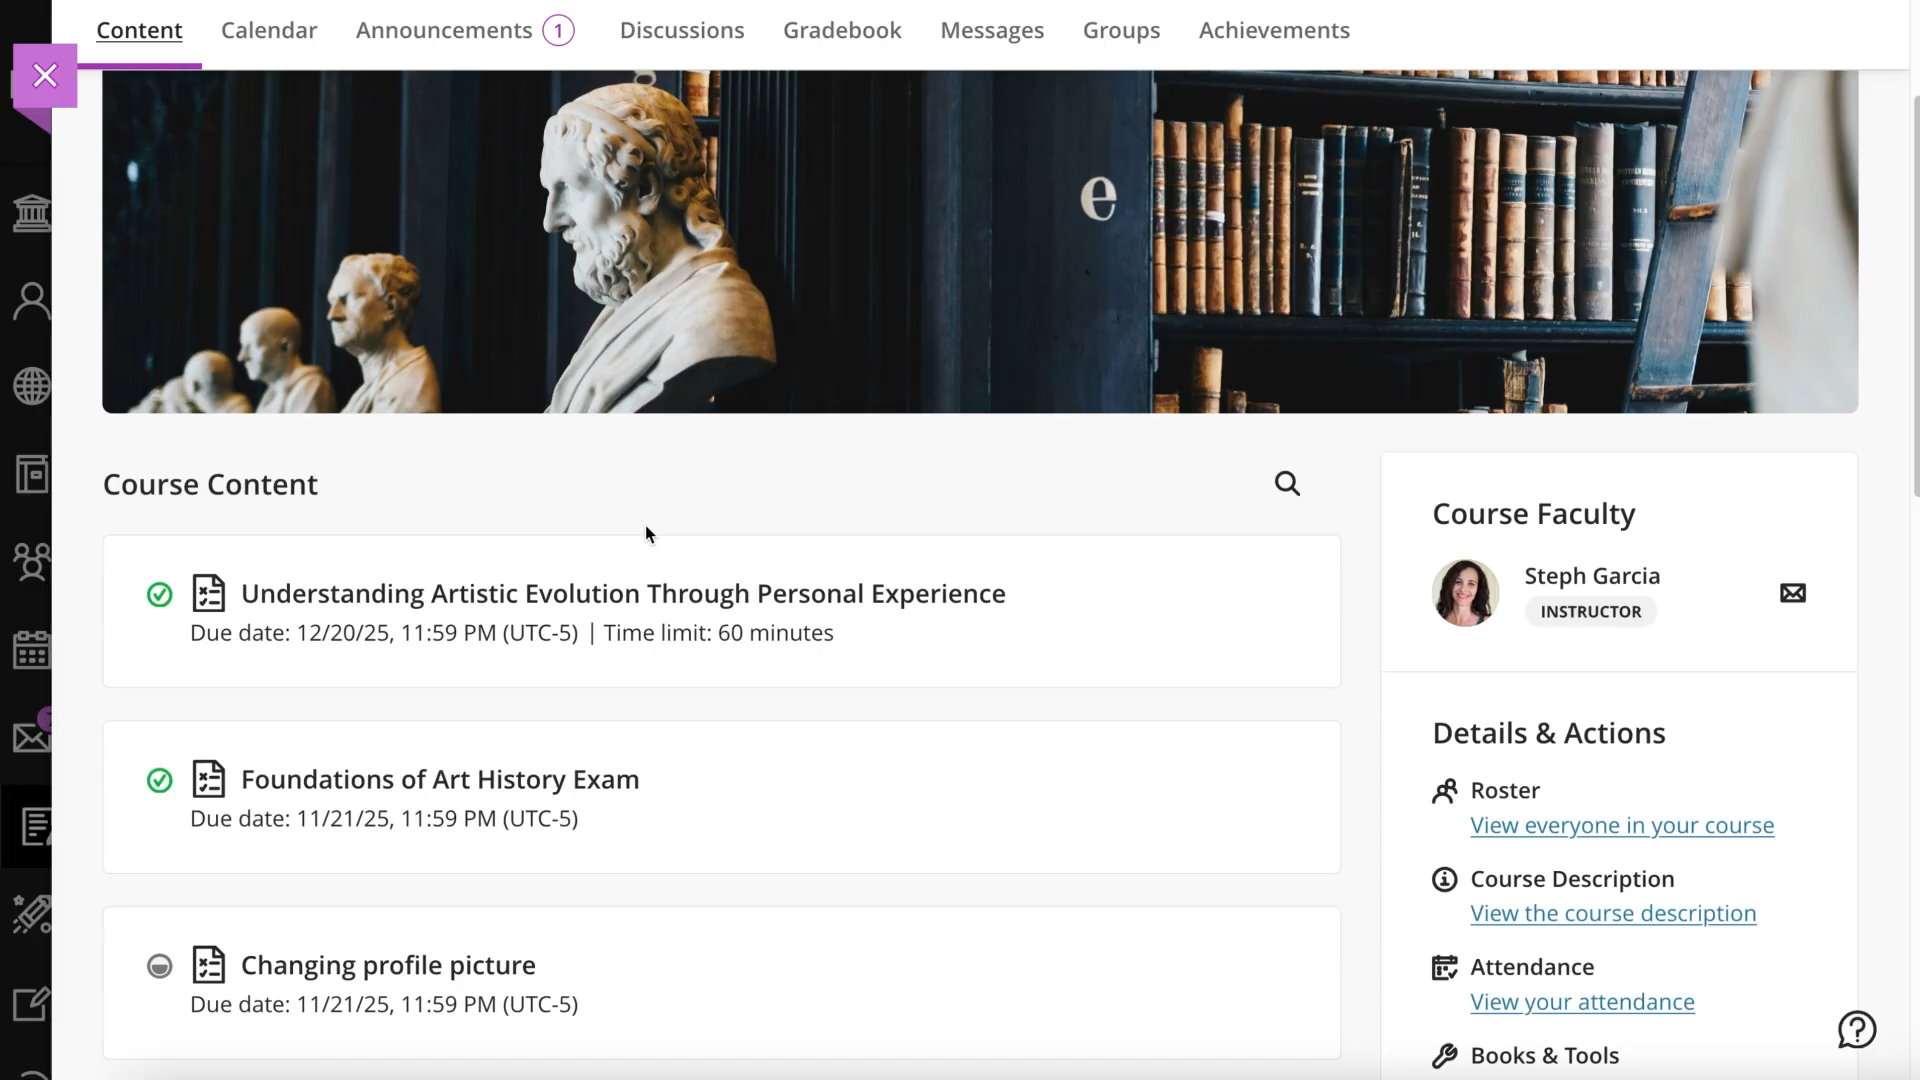 Content
Calendar
Announcements
1
Discussions
Gradebook
Messages
Groups
Achievements
e
Course Content
Understanding Artistic Evolution Through Personal Experience
Due date: 12/20/25, 11:59 PM (UTC-5) | Time limit: 60 minutes
Foundations of Art History Exam
Due date: 11/21/25, 11:59 PM (UTC-5)
Changing profile picture
Due date: 11/21/25, 11:59 PM (UTC-5)
Course Faculty
Steph Garcia
INSTRUCTOR
Details & Actions
Roster
View everyone in your course
Course Description
View the course description
Attendance
View your attendance
Books & Tools